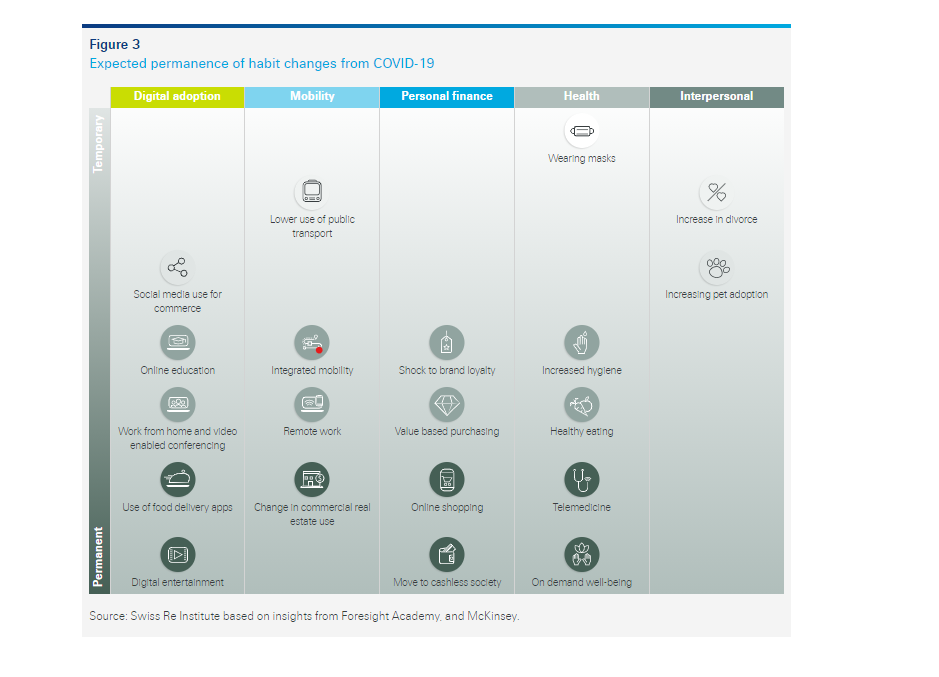 Figure 3
Expected permanence of habit changes from COVID-19
Digital adoption
Mobility
Personal finance
Health
Interpersonal
Temporary
Wearing masks
Lower use of public
transport
Increase in divorce
Social media use for
commerce
Increasing pet adoption
Online education
Integrated mobility
Shock to brand loyalty
Increased hygiene
Work from home and video
enabled conferencing
Remote work
Value based purchasing
Healthy eating
Use of food delivery apps
Change in commercial real
estate use
Online shopping
Telemedicine
Permanent
Digital entertainment
Move to cashless society
On demand well-being
Source: Swiss Re Institute based on insights from Foresight Academy, and McKinsey.